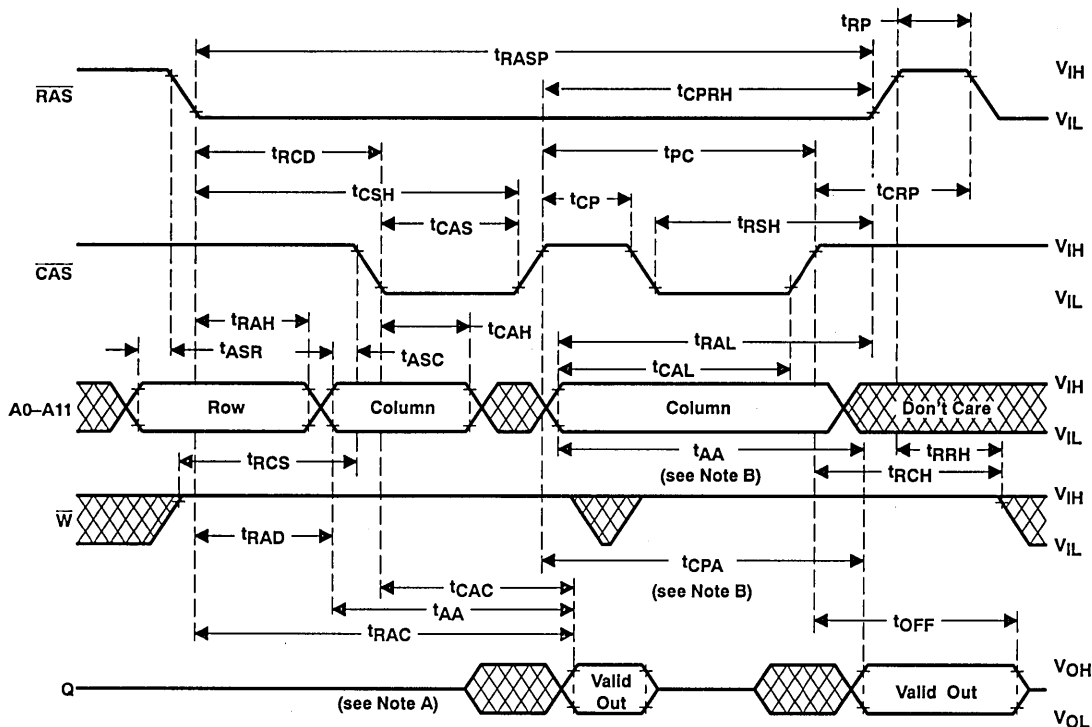 tRP
tRASP
RAS
VIH
tCPRH
VIL
tRCD
tPC
tCSH
tCRP
tCP
tCAS
tRSH
CAS
VIH
VIL
tRAH
tCAH
tASR
tASC
tRAL
tCAL
A0–A11
Row
Column
Column
Don't Care
VIH
VIL
tRCS
tAA
(see Note B)
tRRH
tRCH
W
VIH
VIL
tRAD
tCPA
(see Note B)
tCAC
tAA
tRAC
tOFF
Q
(see Note A)
Valid
Out
Valid Out
VOH
VOL